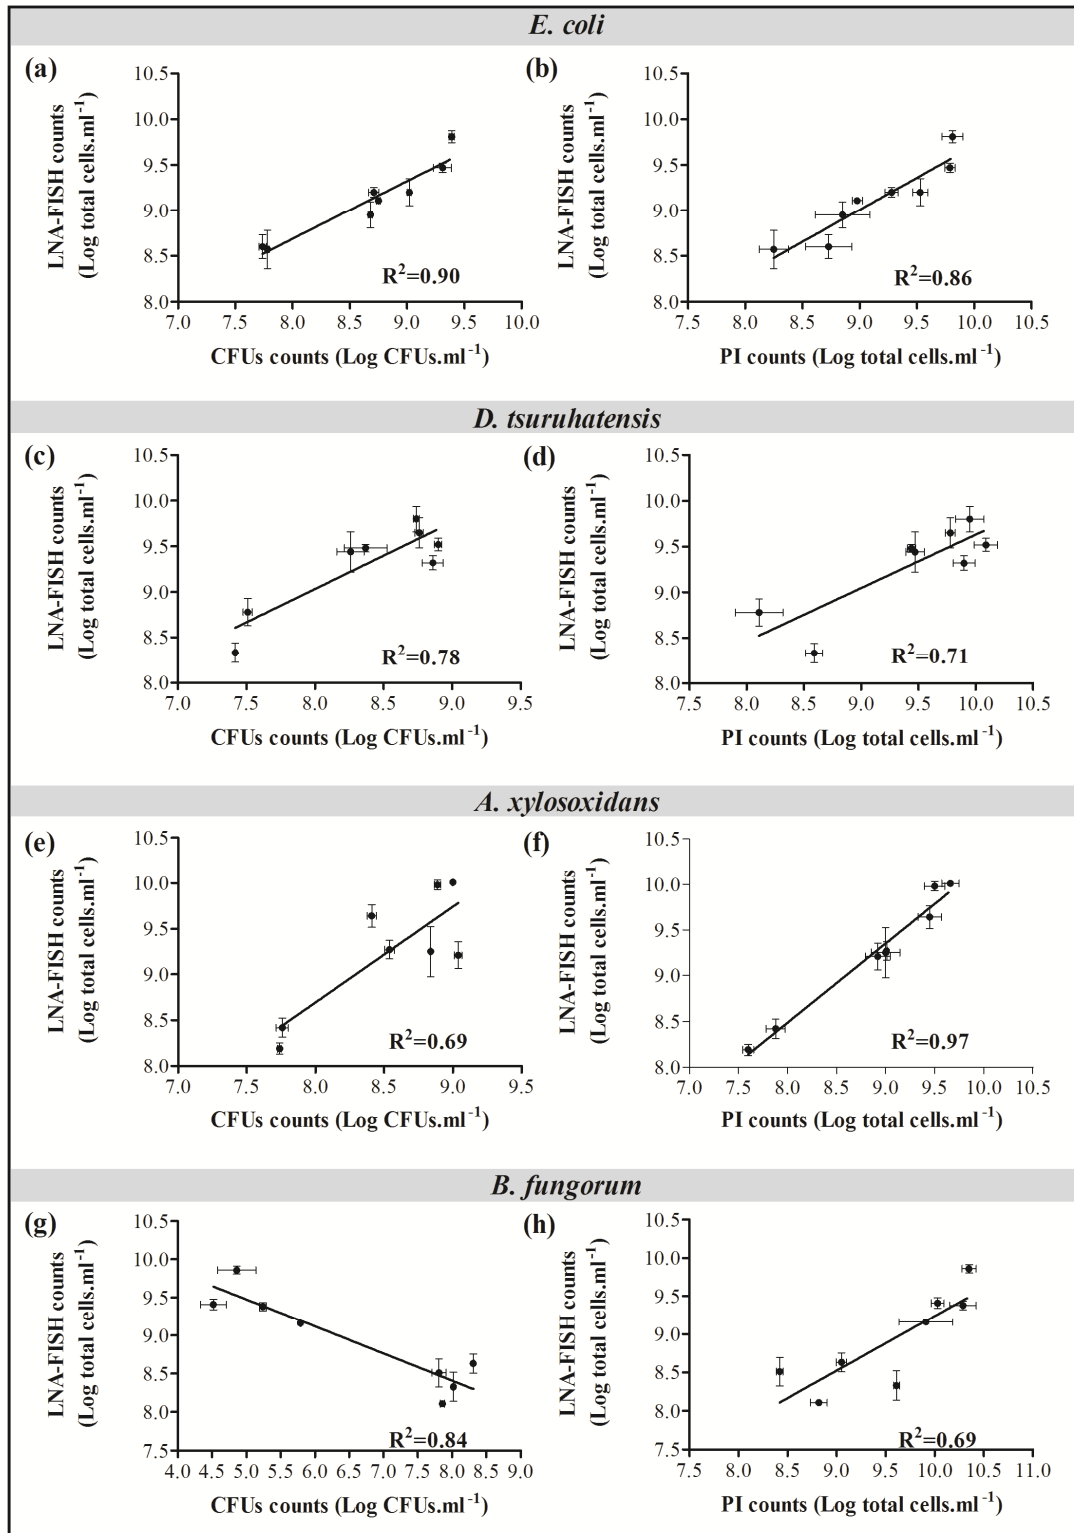 E. coli
(a)
LNA-FISH counts
(Log total cells.ml⁻¹)
10.5
10.0
9.5
9.0
8.5
8.0
R²=0.90
7.0 7.5 8.0 8.5 9.0 9.5 10.0
CFUs counts (Log CFUs.ml⁻¹)
(b)
LNA-FISH counts
(Log total cells.ml⁻¹)
10.5
10.0
9.5
9.0
8.5
8.0
R²=0.86
7.5 8.0 8.5 9.0 9.5 10.0 10.5
PI counts (Log total cells.ml⁻¹)
D. tsuruhatensis
(c)
LNA-FISH counts
(Log total cells.ml⁻¹)
10.5
10.0
9.5
9.0
8.5
8.0
R²=0.78
7.0 7.5 8.0 8.5 9.0 9.5
CFUs counts (Log CFUs.ml⁻¹)
(d)
LNA-FISH counts
(Log total cells.ml⁻¹)
10.5
10.0
9.5
9.0
8.5
8.0
R²=0.71
7.5 8.0 8.5 9.0 9.5 10.0 10.5
PI counts (Log total cells.ml⁻¹)
A. xylosoxidans
(e)
LNA-FISH counts
(Log total cells.ml⁻¹)
10.5
10.0
9.5
9.0
8.5
8.0
R²=0.69
7.0 7.5 8.0 8.5 9.0 9.5
CFUs counts (Log CFUs.ml⁻¹)
(f)
LNA-FISH counts
(Log total cells.ml⁻¹)
10.5
10.0
9.5
9.0
8.5
8.0
R²=0.97
7.0 7.5 8.0 8.5 9.0 9.5 10.0 10.5
PI counts (Log total cells.ml⁻¹)
B. fungorum
(g)
LNA-FISH counts
(Log total cells.ml⁻¹)
10.5
10.0
9.5
9.0
8.5
8.0
7.5
R²=0.84
4.0 4.5 5.0 5.5 6.0 6.5 7.0 7.5 8.0 8.5 9.0
CFUs counts (Log CFUs.ml⁻¹)
(h)
LNA-FISH counts
(Log total cells.ml⁻¹)
10.5
10.0
9.5
9.0
8.5
8.0
7.5
R²=0.69
7.5 8.0 8.5 9.0 9.5 10.0 10.5 11.0
PI counts (Log total cells.ml⁻¹)